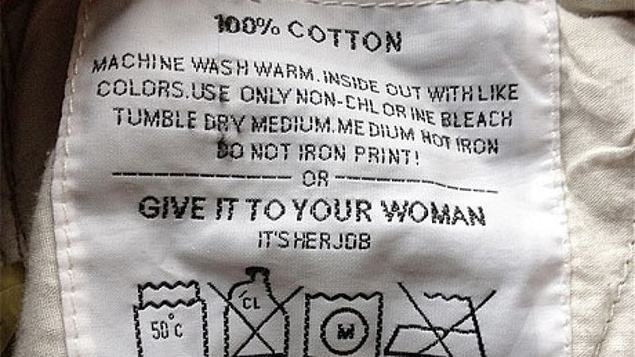 100% COTTON
MACHINE WASH WARM. INSIDE OUT WITH LIKE
COLORS. USE ONLY NON-CHLORINE BLEACH
TUMBLE DRY MEDIUM. MEDIUM HOT IRON
DO NOT IRON PRINT!
OR
GIVE IT TO YOUR WOMAN
IT'S HER JOB
50°C CL M